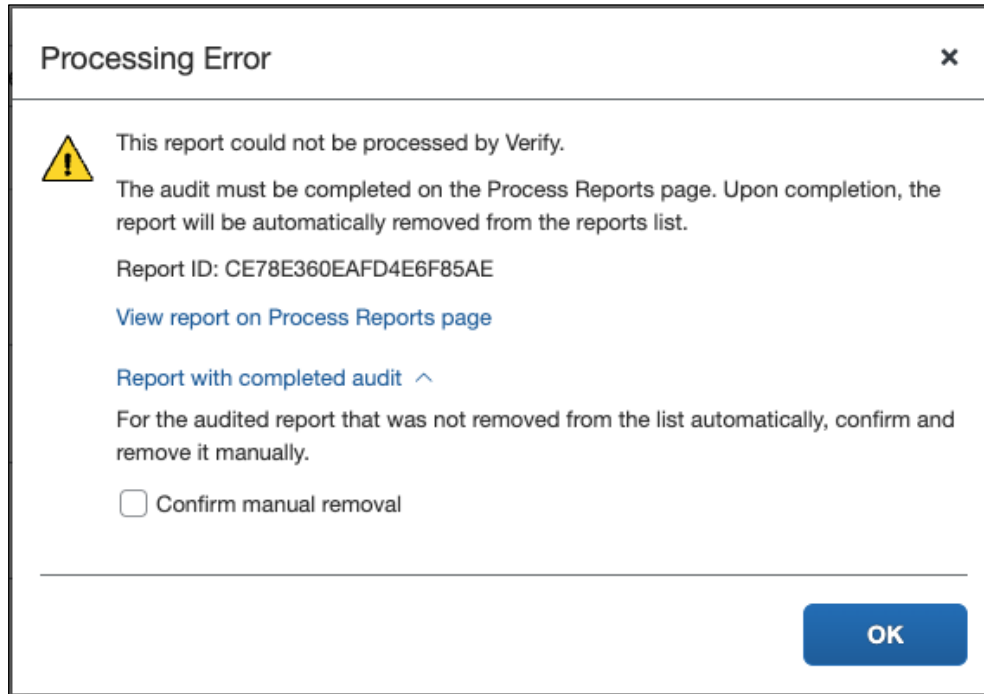 Processing Error
This report could not be processed by Verify.
The audit must be completed on the Process Reports page. Upon completion, the
report will be automatically removed from the reports list.
Report ID: CE78E360EAFD4E6F85AE
View report on Process Reports page
Report with completed audit
For the audited report that was not removed from the list automatically, confirm and
remove it manually.
Confirm manual removal
OK